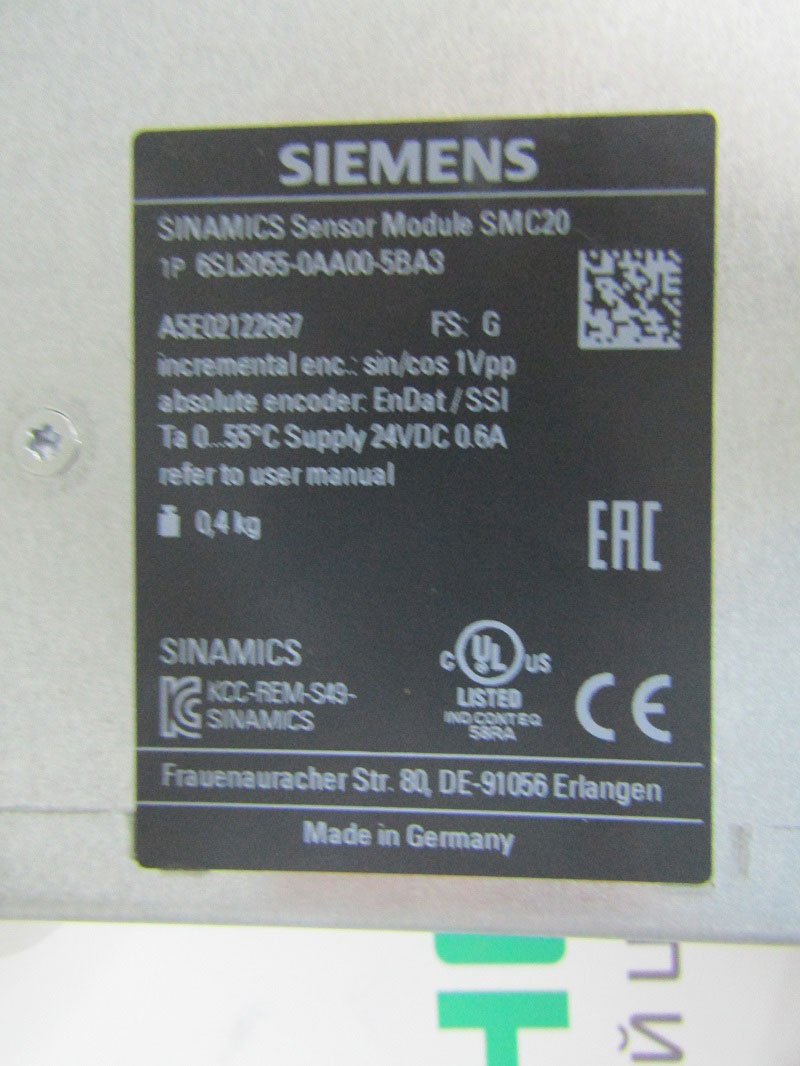 SIEMENS
SINAMICS Sensor Module SMC20
1P 6SL3055-0AA00-5BA3
A5E02122667 FS: G
incremental enc.: sin/cos 1Vpp
absolute encoder: EnDat / SSI
Ta 0...55°C Supply 24VDC 0.6A
refer to user manual
0,4 kg
EAC
SINAMICS
KCC-REM-S49-
SINAMICS
C UL US
LISTED
IND CONT EQ
58RA
CE
Frauenauracher Str. 80, DE-91056 Erlangen
Made in Germany